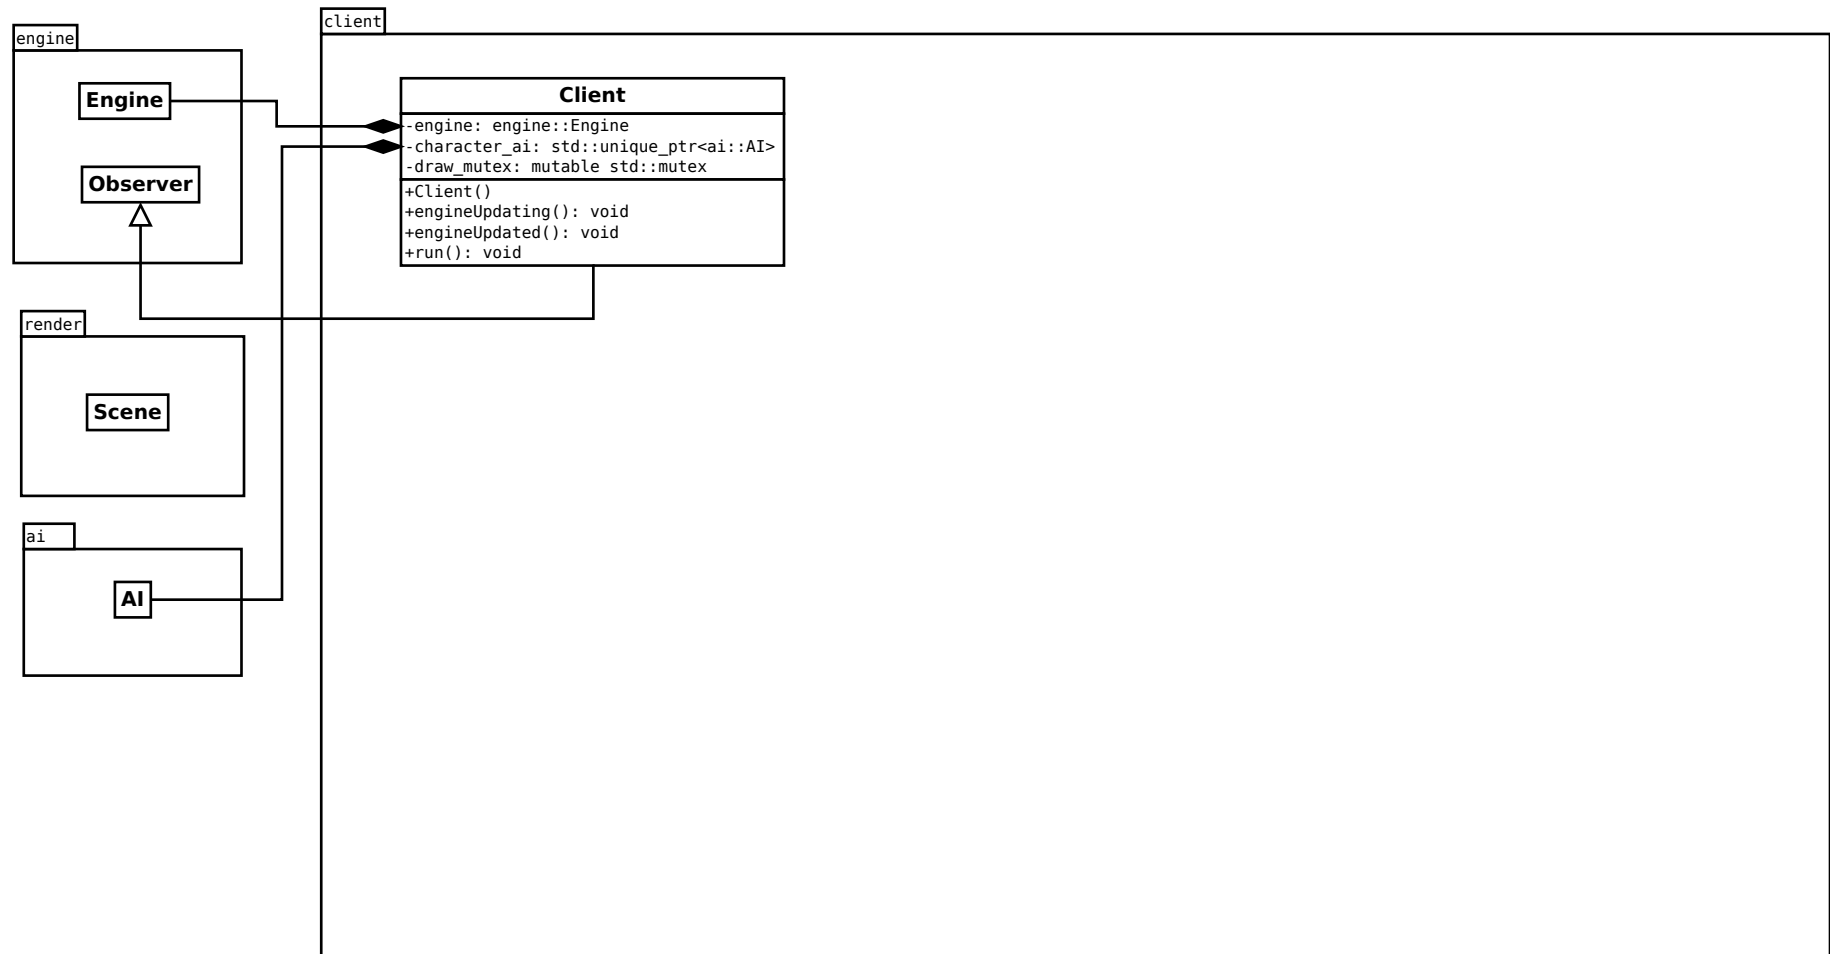 client
engine
Engine
Observer
Client
-engine: engine::Engine
-character_ai: std::unique_ptr<ai::AI>
-draw_mutex: mutable std::mutex
+Client()
+engineUpdating(): void
+engineUpdated(): void
+run(): void
render
Scene
ai
AI